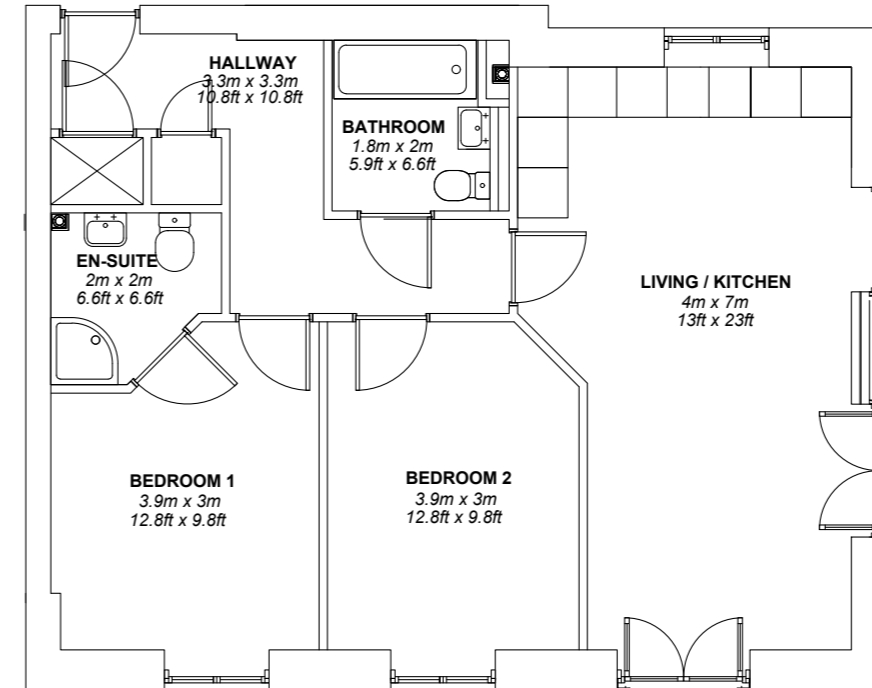 HALLWAY
3.3m x 3.3m
10.8ft x 10.8ft
BATHROOM
1.8m x 2m
5.9ft x 6.6ft
EN-SUITE
2m x 2m
6.6ft x 6.6ft
LIVING / KITCHEN
4m x 7m
13ft x 23ft
BEDROOM 1
3.9m x 3m
12.8ft x 9.8ft
BEDROOM 2
3.9m x 3m
12.8ft x 9.8ft